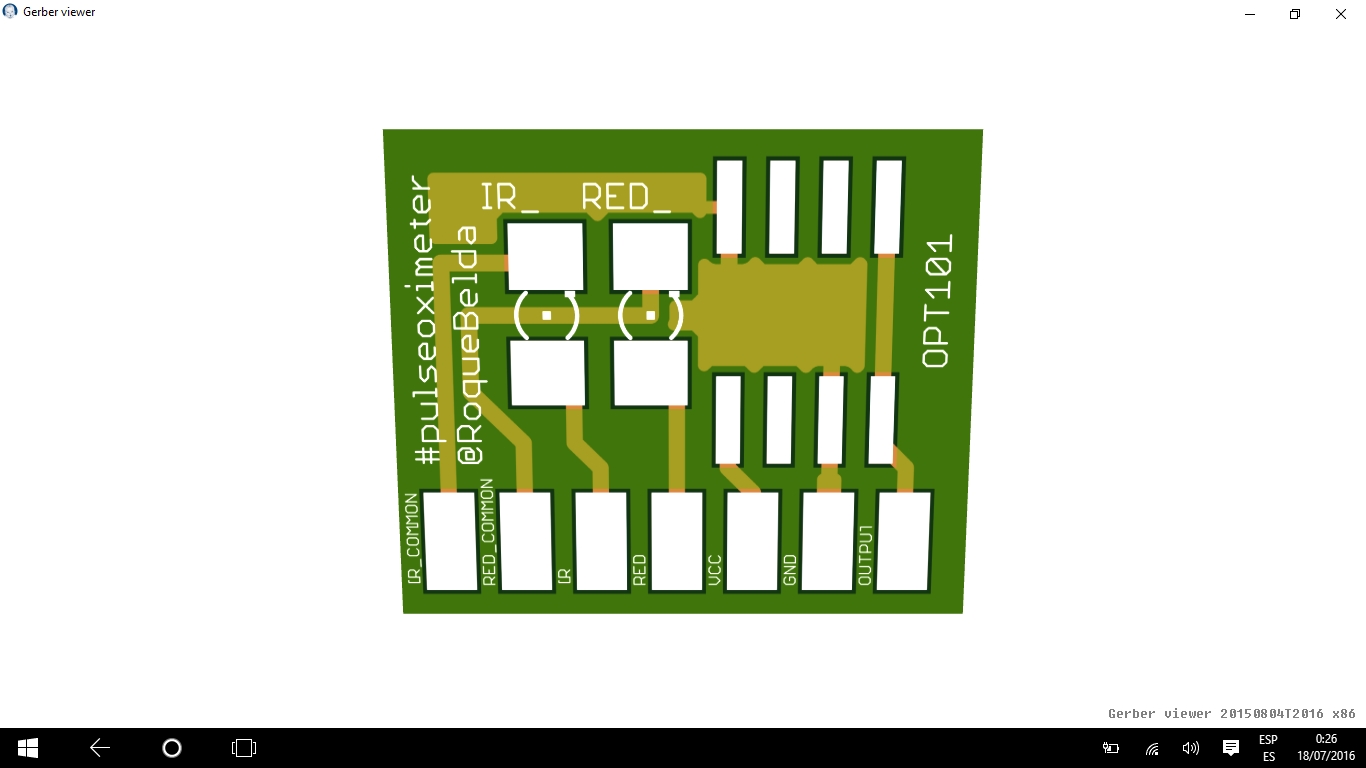 Gerber viewer
IR_ RED_
#pulseoximeter
@RoqueBelda
OPT101
IR_COMMON
RED_COMMON
IR
RED
VCC
GND
OUTPUT
Gerber viewer 20150804T2016 x86
ESP
ES
0:26
18/07/2016